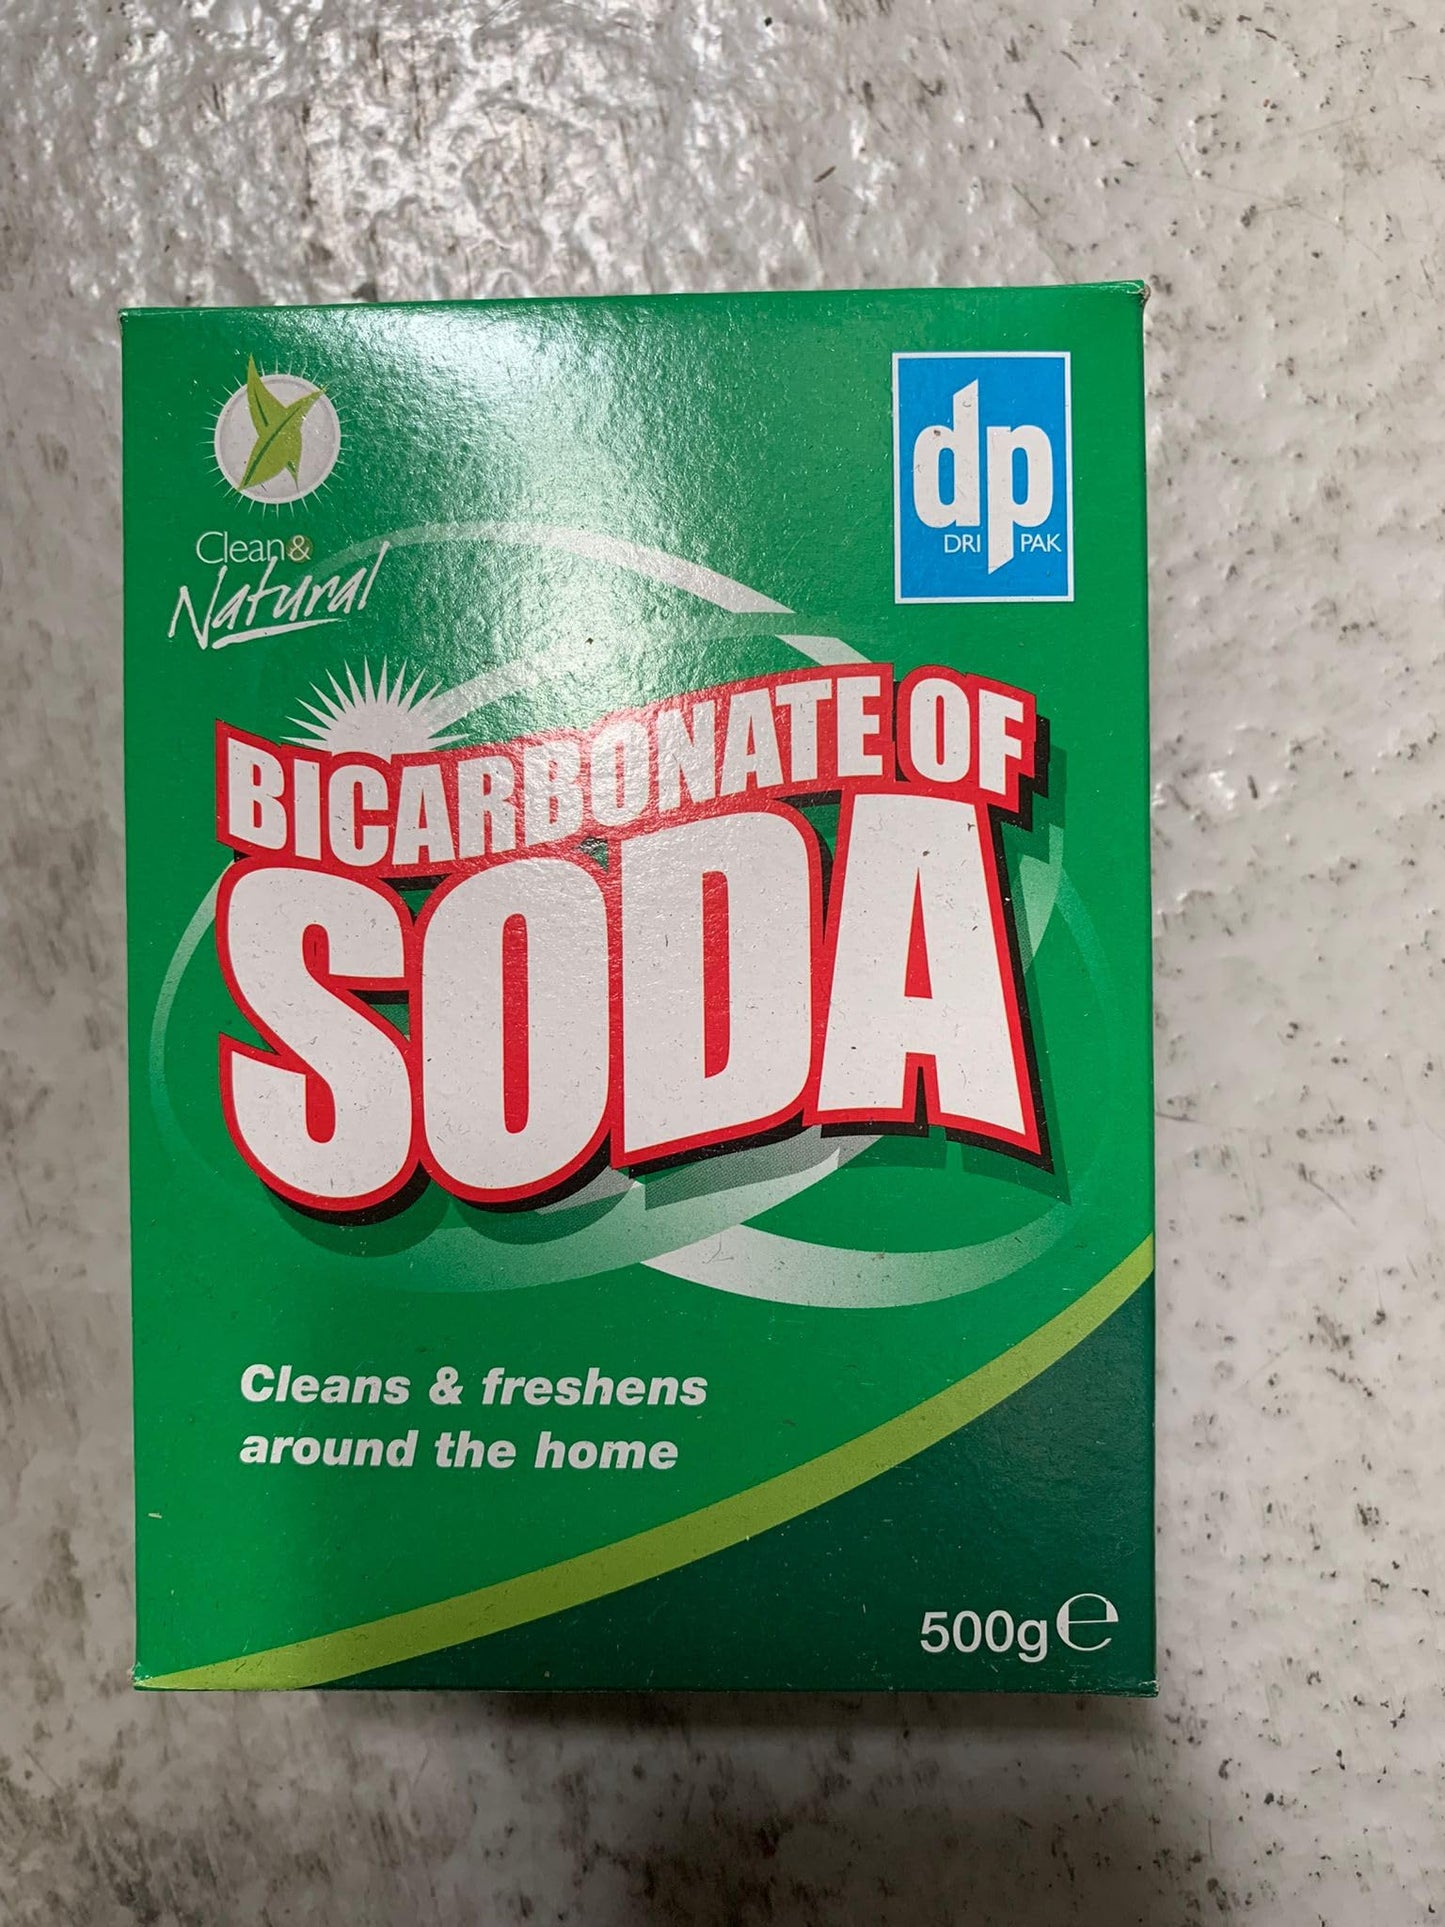 Clean &
Natural
dp
DRI PAK
BICARBONATE OF
SODA
Cleans & freshens
around the home
500g ℮